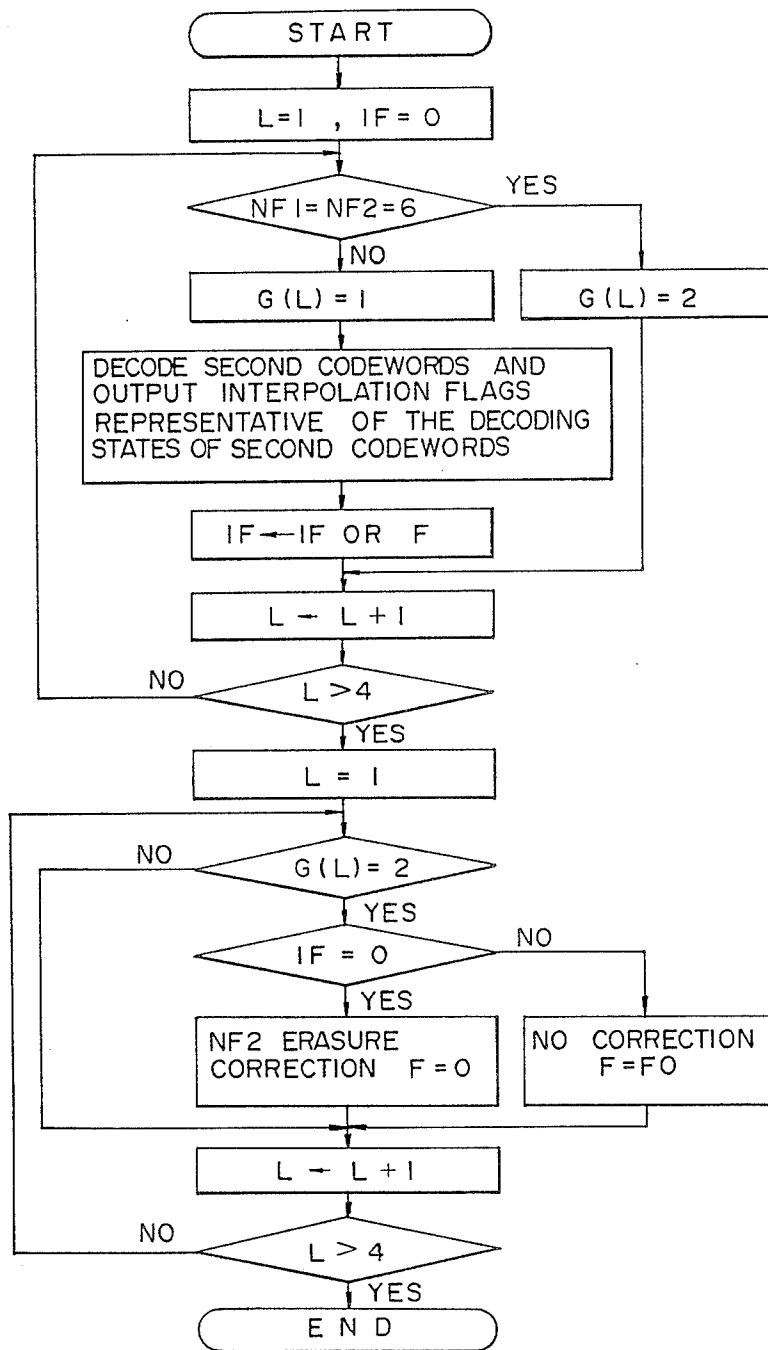 START
L=1 , IF=0
NF1=NF2=6
YES
NO
G(L)=1
G(L)=2
DECODE SECOND CODEWORDS AND
OUTPUT INTERPOLATION FLAGS
REPRESENTATIVE OF THE DECODING
STATES OF SECOND CODEWORDS
IF←IF OR F
L ← L+1
NO
L>4
YES
L = 1
NO
G(L)=2
YES
IF = 0
NO
YES
NF2 ERASURE
CORRECTION F=0
NO CORRECTION
F=F0
L ← L+1
NO
L>4
YES
END